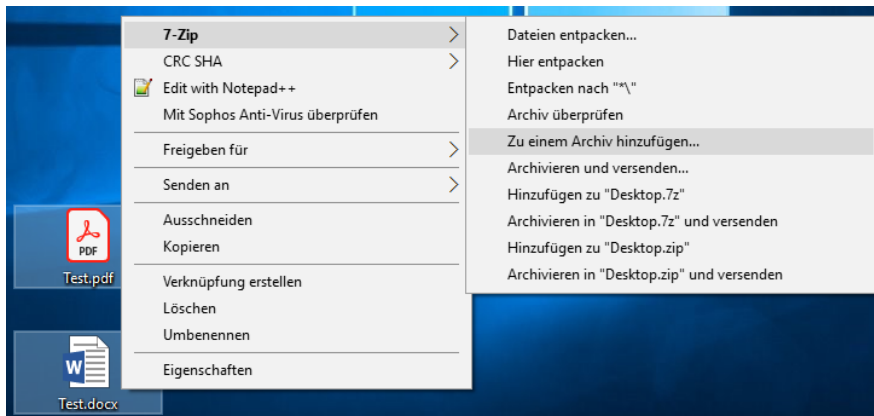 7-Zip
CRC SHA
Edit with Notepad++
Mit Sophos Anti-Virus überprüfen
Freigeben für
Senden an
Ausschneiden
Kopieren
Verknüpfung erstellen
Löschen
Umbenennen
Eigenschaften
Dateien entpacken...
Hier entpacken
Entpacken nach "*\"
Archiv überprüfen
Zu einem Archiv hinzufügen...
Archivieren und versenden...
Hinzufügen zu "Desktop.7z"
Archivieren in "Desktop.7z" und versenden
Hinzufügen zu "Desktop.zip"
Archivieren in "Desktop.zip" und versenden
PDF
Test.pdf
W
Test.docx